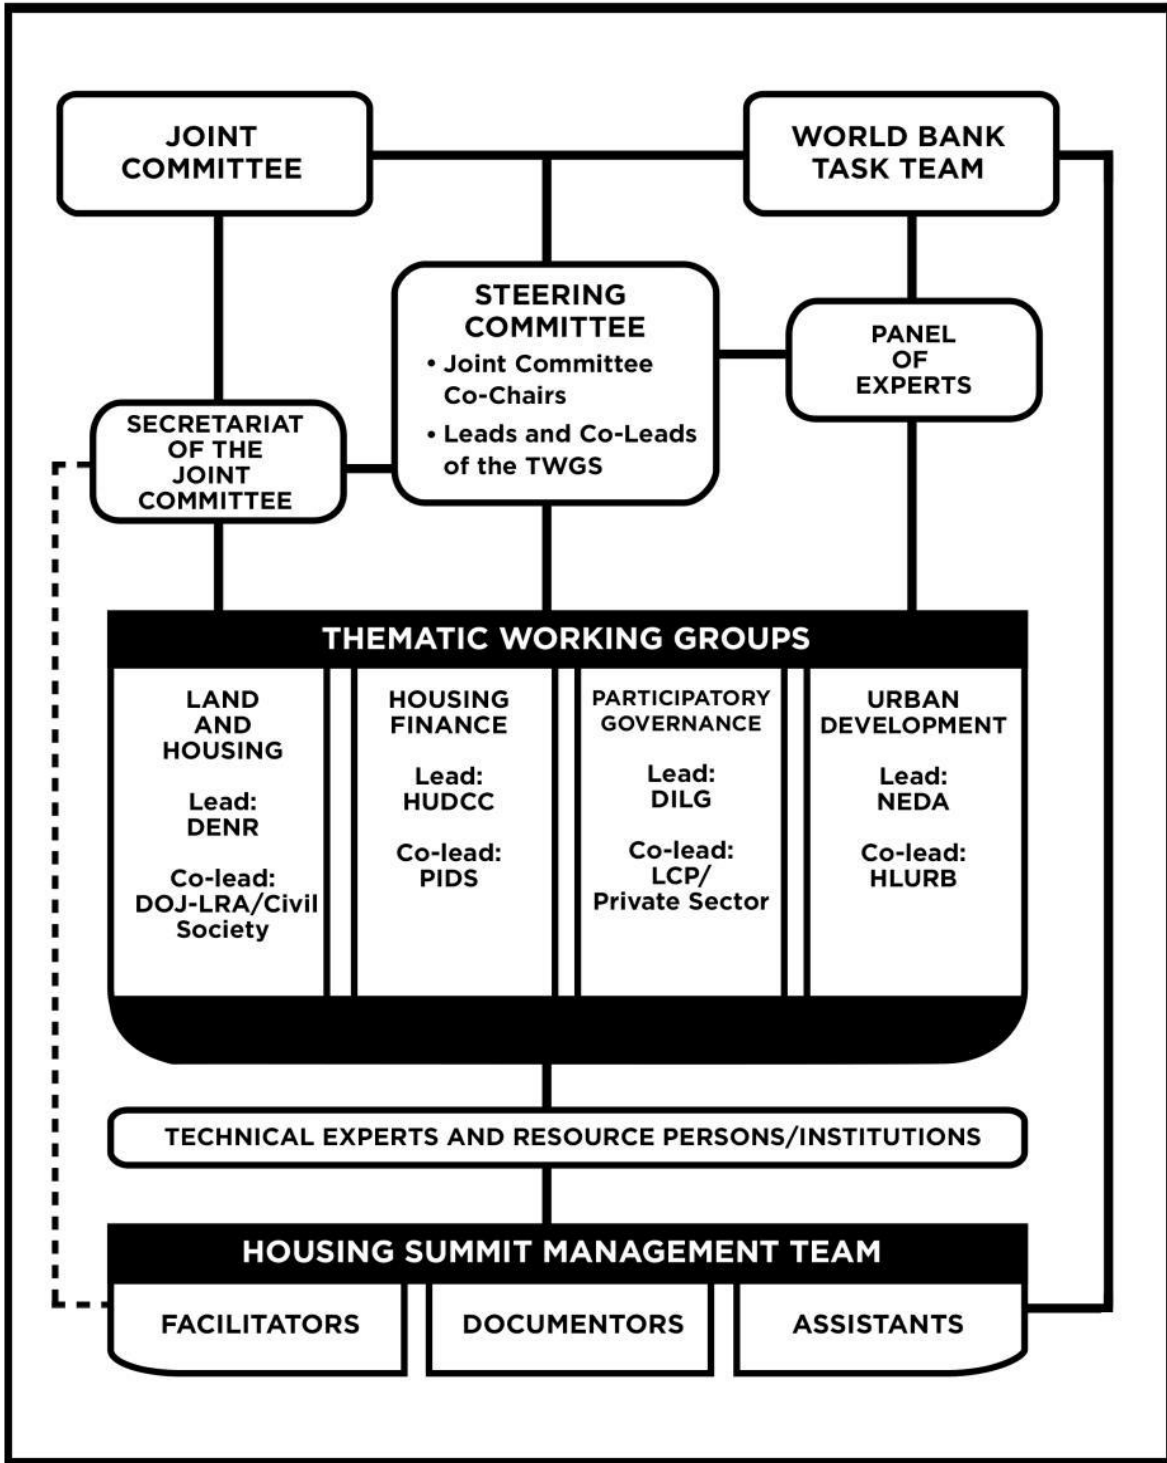 JOINT
COMMITTEE
WORLD BANK
TASK TEAM
STEERING
COMMITTEE
• Joint Committee
Co-Chairs
• Leads and Co-Leads
of the TWGS
PANEL
OF
EXPERTS
SECRETARIAT
OF THE
JOINT
COMMITTEE
THEMATIC WORKING GROUPS
LAND
AND
HOUSING
Lead:
DENR
Co-lead:
DOJ-LRA/Civil
Society
HOUSING
FINANCE
Lead:
HUDCC
Co-lead:
PIDS
PARTICIPATORY
GOVERNANCE
Lead:
DILG
Co-lead:
LCP/
Private Sector
URBAN
DEVELOPMENT
Lead:
NEDA
Co-lead:
HLURB
TECHNICAL EXPERTS AND RESOURCE PERSONS/INSTITUTIONS
HOUSING SUMMIT MANAGEMENT TEAM
FACILITATORS
DOCUMENTORS
ASSISTANTS